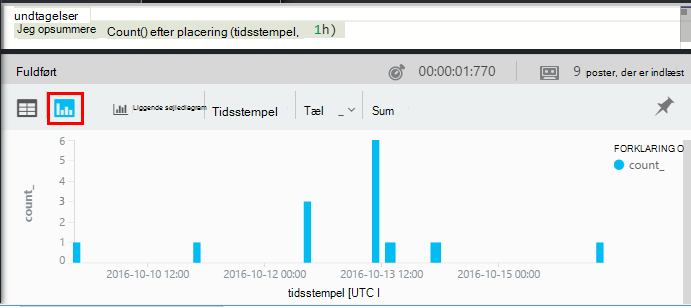 undtagelser
Jeg opsummere Count() efter placering (tidsstempel, 1h)
Fuldført 00:00:01:770 9 poster, der er indlæst
Liggende søjlediagram Tidsstempel Tæl _ Sum
6
5
4
3
2
1
0
count_
FORKLARING O
count_
2016-10-10 12:00 2016-10-12 00:00 2016-10-13 12:00 2016-10-15 00:00
tidsstempel [UTC l